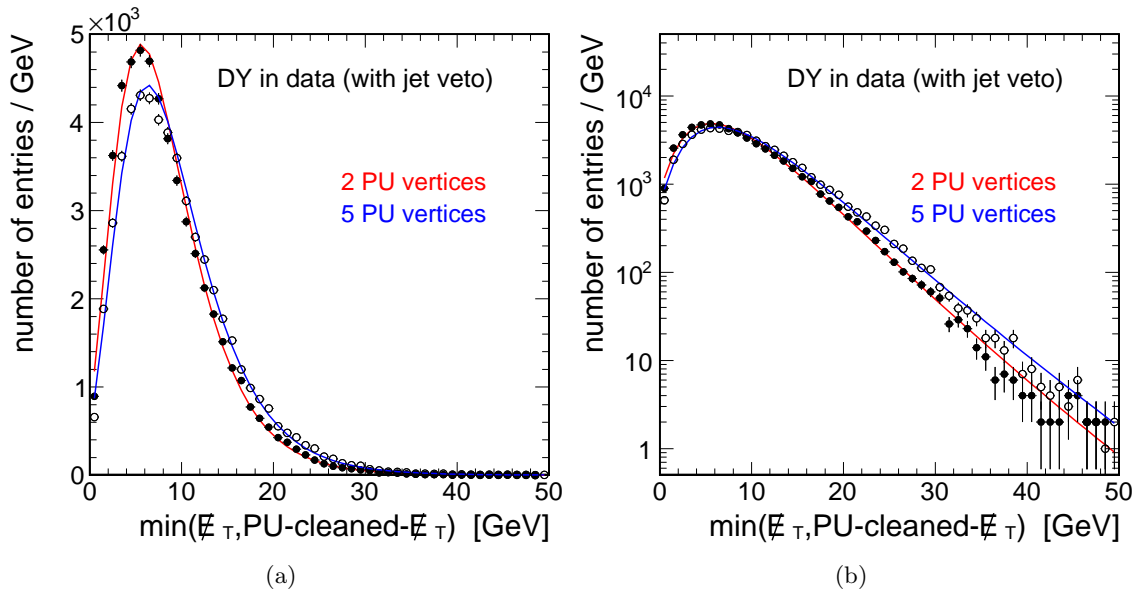 ×10³
5
4
3
2
1
0
number of entries / GeV
DY in data (with jet veto)
2 PU vertices
5 PU vertices
0 10 20 30 40 50
min(E̸ T,PU-cleaned-E̸ T) [GeV]
(a)
10⁴
10³
10²
10
1
number of entries / GeV
DY in data (with jet veto)
2 PU vertices
5 PU vertices
0 10 20 30 40 50
min(E̸ T,PU-cleaned-E̸ T) [GeV]
(b)